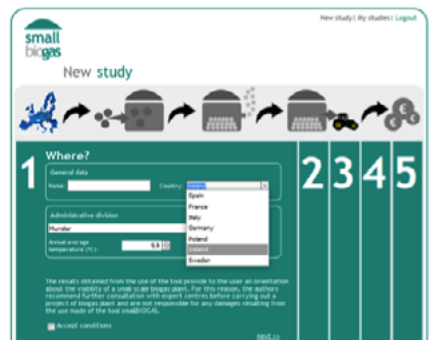 New study| My studies| Logout
small
biogas
New study
1
Where?
2 3 4 5
General data
Name:
Country: Ireland
Spain
France
Italy
Germany
Poland
Ireland
Sweden
Administrative division
Munster
Annual average
temperature (ºC): 9,9
The results obtained from the use of the tool provide to the user an orientation
about the viability of a small-scale biogas plant. For this reason, the authors
recommend further consultation with expert centres before carrying out a
project of biogas plant and are not responsible for any damages resulting from
the use made of the tool smallBIOGAS.
Accept conditions
next >>